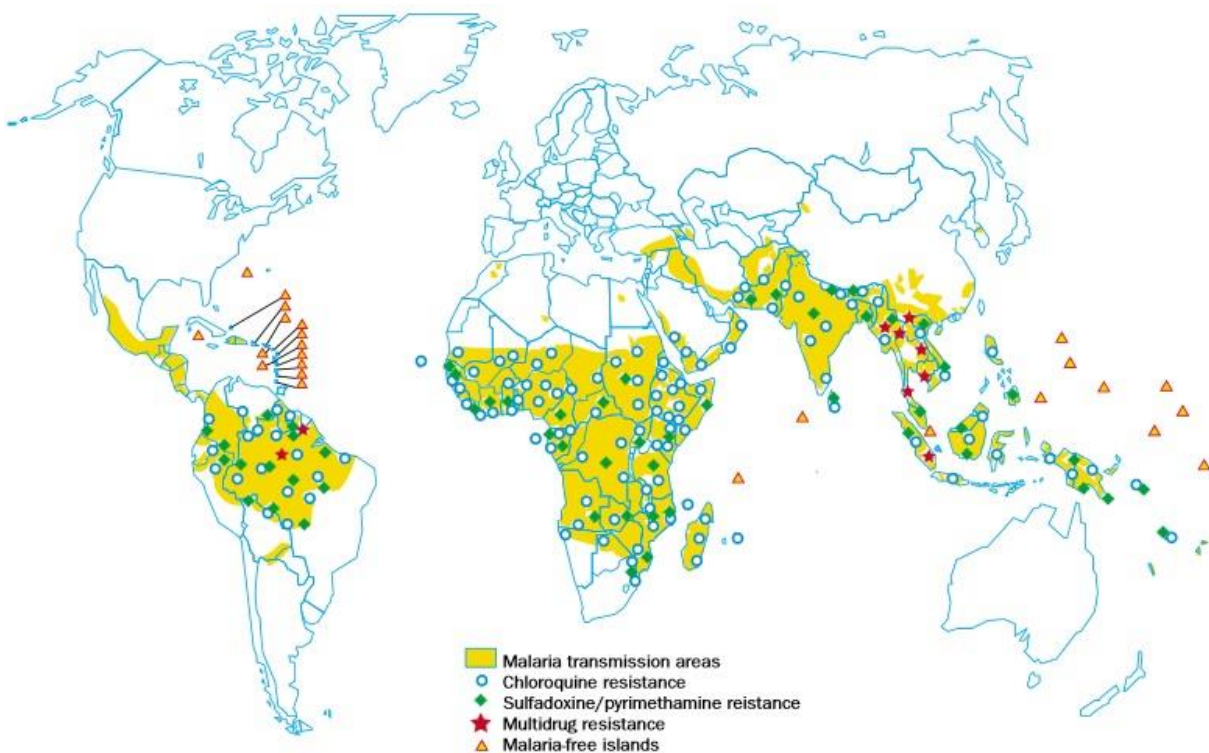 Malaria transmission areas
Chloroquine resistance
Sulfadoxine/pyrimethamine reistance
Multidrug resistance
Malaria-free islands